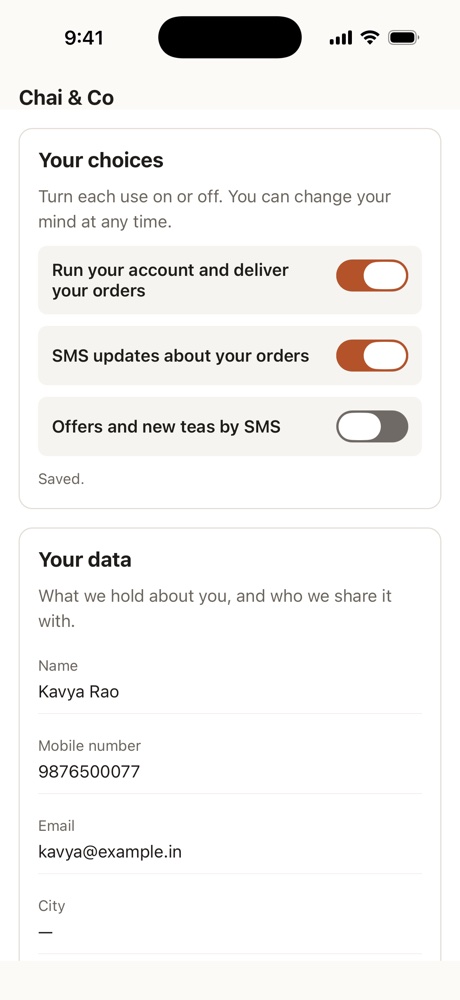 9:41
Chai & Co
Your choices
Turn each use on or off. You can change your
mind at any time.
Run your account and deliver
your orders
SMS updates about your orders
Offers and new teas by SMS
Saved.
Your data
What we hold about you, and who we share it
with.
Name
Kavya Rao
Mobile number
9876500077
Email
kavya@example.in
City
—